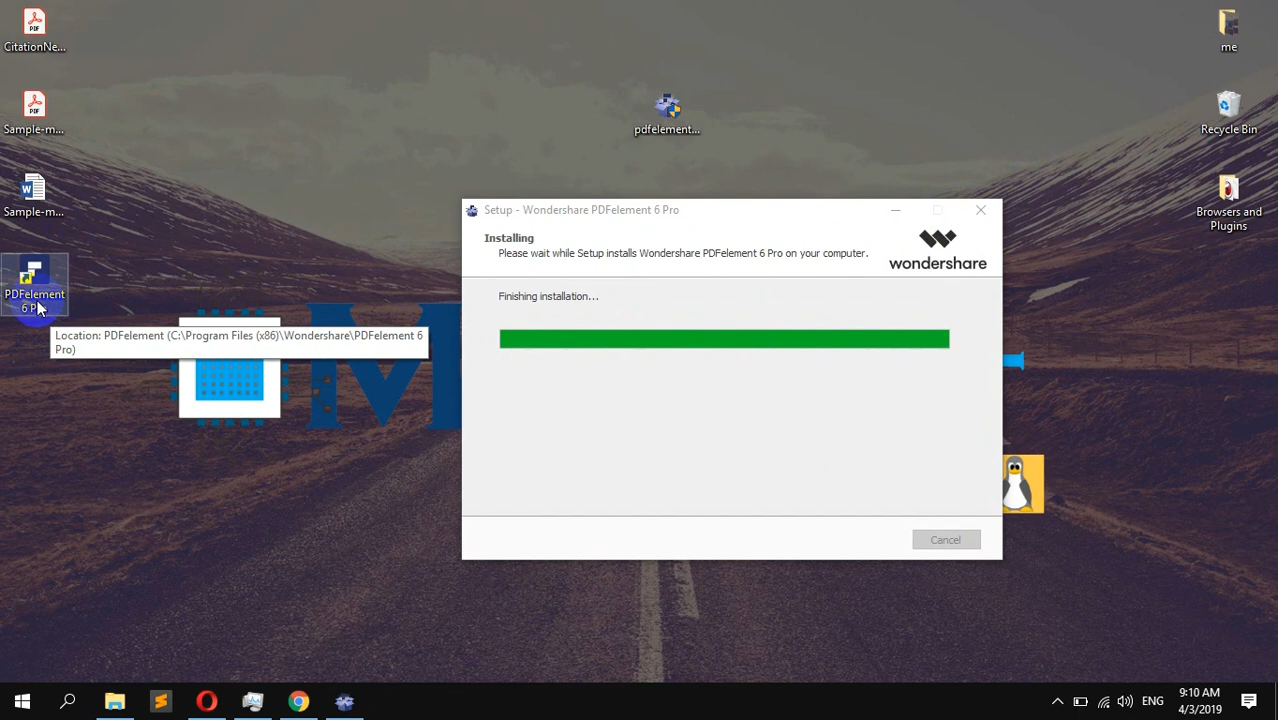 CitationNe...
Sample-m...
Sample-m...
PDFelement
6 P
Location: PDFelement (C:\Program Files (x86)\Wondershare\PDFelement 6
Pro)
pdfelement...
me
Recycle Bin
Browsers and
Plugins
Setup - Wondershare PDFelement 6 Pro
Installing
Please wait while Setup installs Wondershare PDFelement 6 Pro on your computer.
wondershare
Finishing installation...
Cancel
M
ENG
9:10 AM
4/3/2019